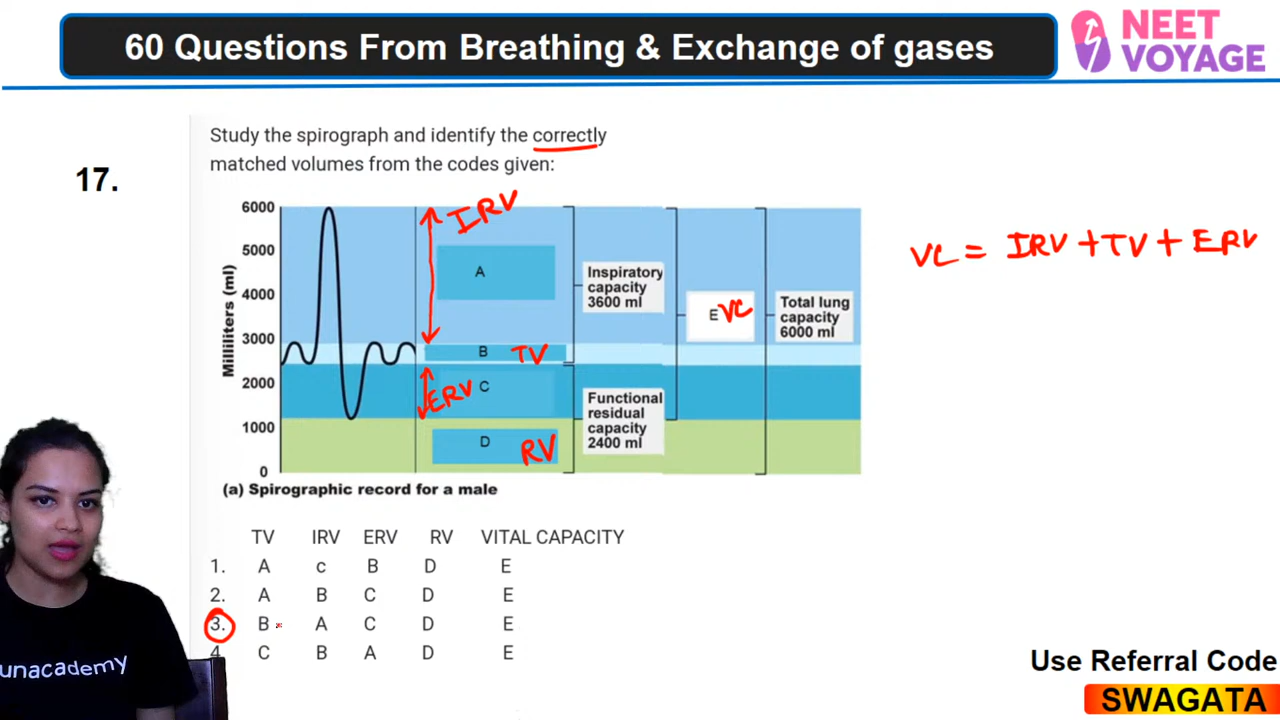 60 Questions From Breathing & Exchange of gases
NEET
VOYAGE
17.
Study the spirograph and identify the correctly
matched volumes from the codes given:
Milliliters (ml)
6000
5000
4000
3000
2000
1000
0
IRV
A
B TV
C
ERV
D
RV
Inspiratory
capacity
3600 ml
Functional
residual
capacity
2400 ml
E VC
Total lung
capacity
6000 ml
VC = IRV + TV + ERV
(a) Spirographic record for a male
TV IRV ERV RV VITAL CAPACITY
1. A c B D E
2. A B C D E
3. B A C D E
4 C B A D E
unacademy
Use Referral Code
SWAGATA